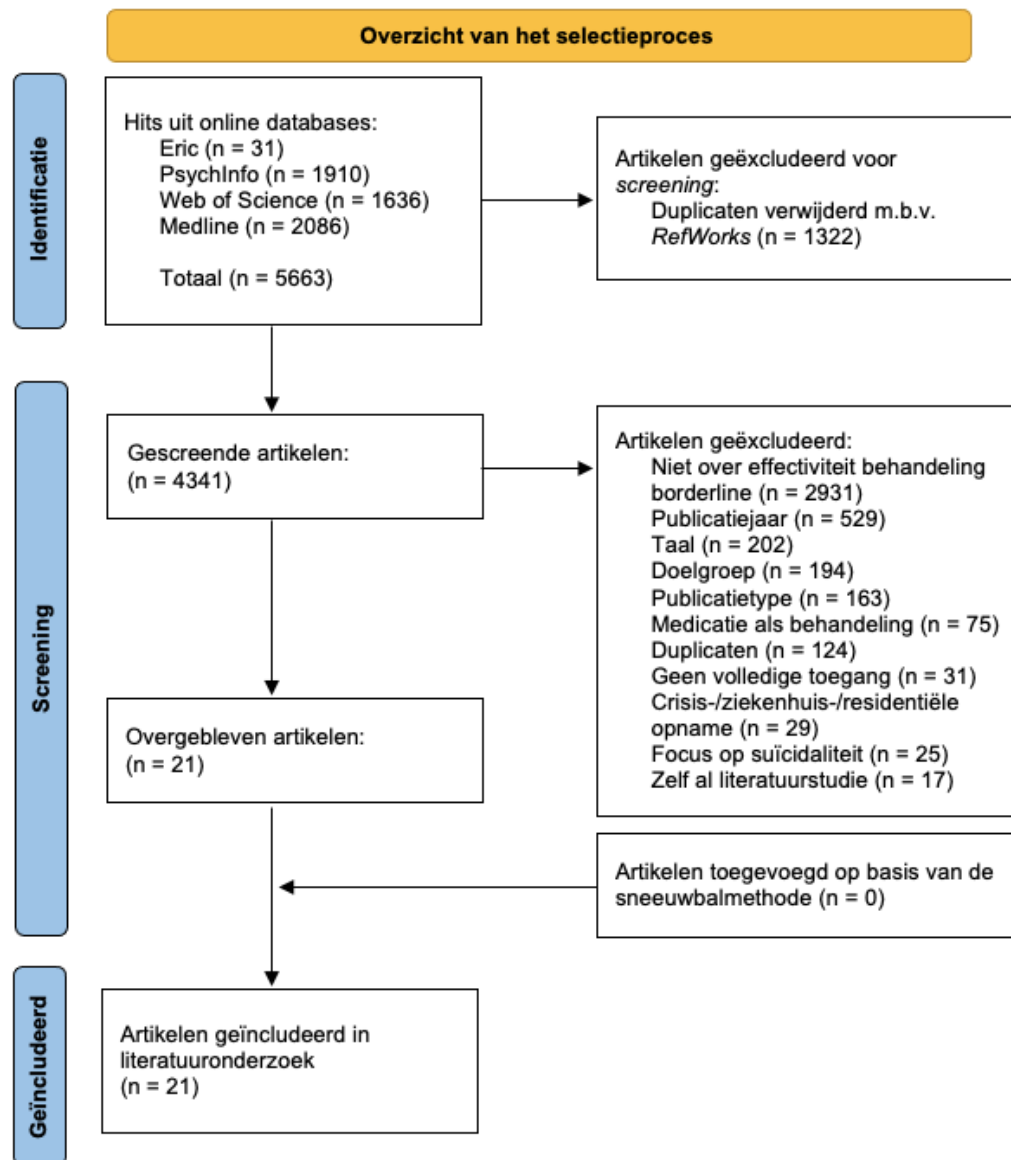 Overzicht van het selectieproces
Identificatie
Hits uit online databases:
Eric (n = 31)
PsychInfo (n = 1910)
Web of Science (n = 1636)
Medline (n = 2086)
Totaal (n = 5663)
Artikelen geëxcludeerd voor
screening:
Duplicaten verwijderd m.b.v.
RefWorks (n = 1322)
Screening
Gescreende artikelen:
(n = 4341)
Artikelen geëxcludeerd:
Niet over effectiviteit behandeling
borderline (n = 2931)
Publicatiejaar (n = 529)
Taal (n = 202)
Doelgroep (n = 194)
Publicatietype (n = 163)
Medicatie als behandeling (n = 75)
Duplicaten (n = 124)
Geen volledige toegang (n = 31)
Crisis-/ziekenhuis-/residentiële
opname (n = 29)
Focus op suïcidaliteit (n = 25)
Zelf al literatuurstudie (n = 17)
Overgebleven artikelen:
(n = 21)
Artikelen toegevoegd op basis van de
sneeuwbalmethode (n = 0)
Geïncludeerd
Artikelen geïncludeerd in
literatuuronderzoek
(n = 21)